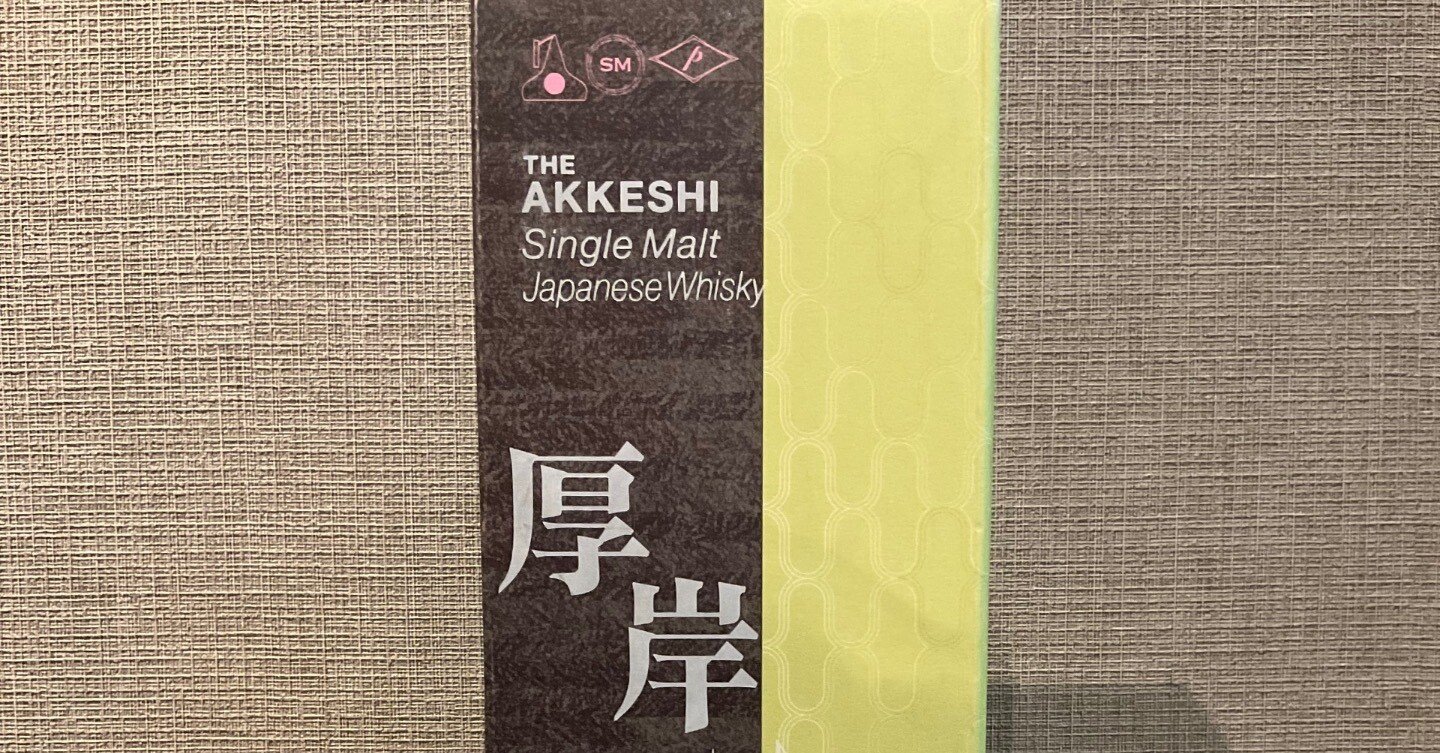 SM
THE
AKKESHI
Single Malt
Japanese Whisky
厚岸